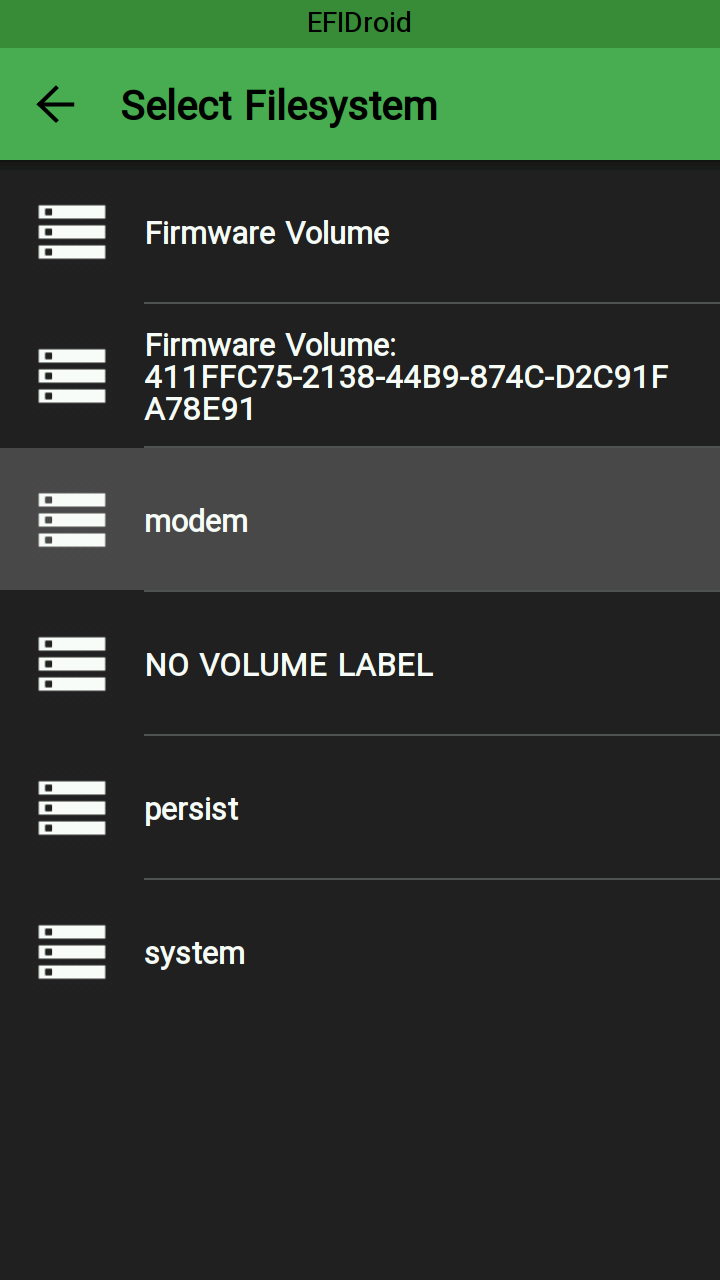 EFIDroid
Select Filesystem
Firmware Volume
Firmware Volume:
411FFC75-2138-44B9-874C-D2C91F
A78E91
modem
NO VOLUME LABEL
persist
system